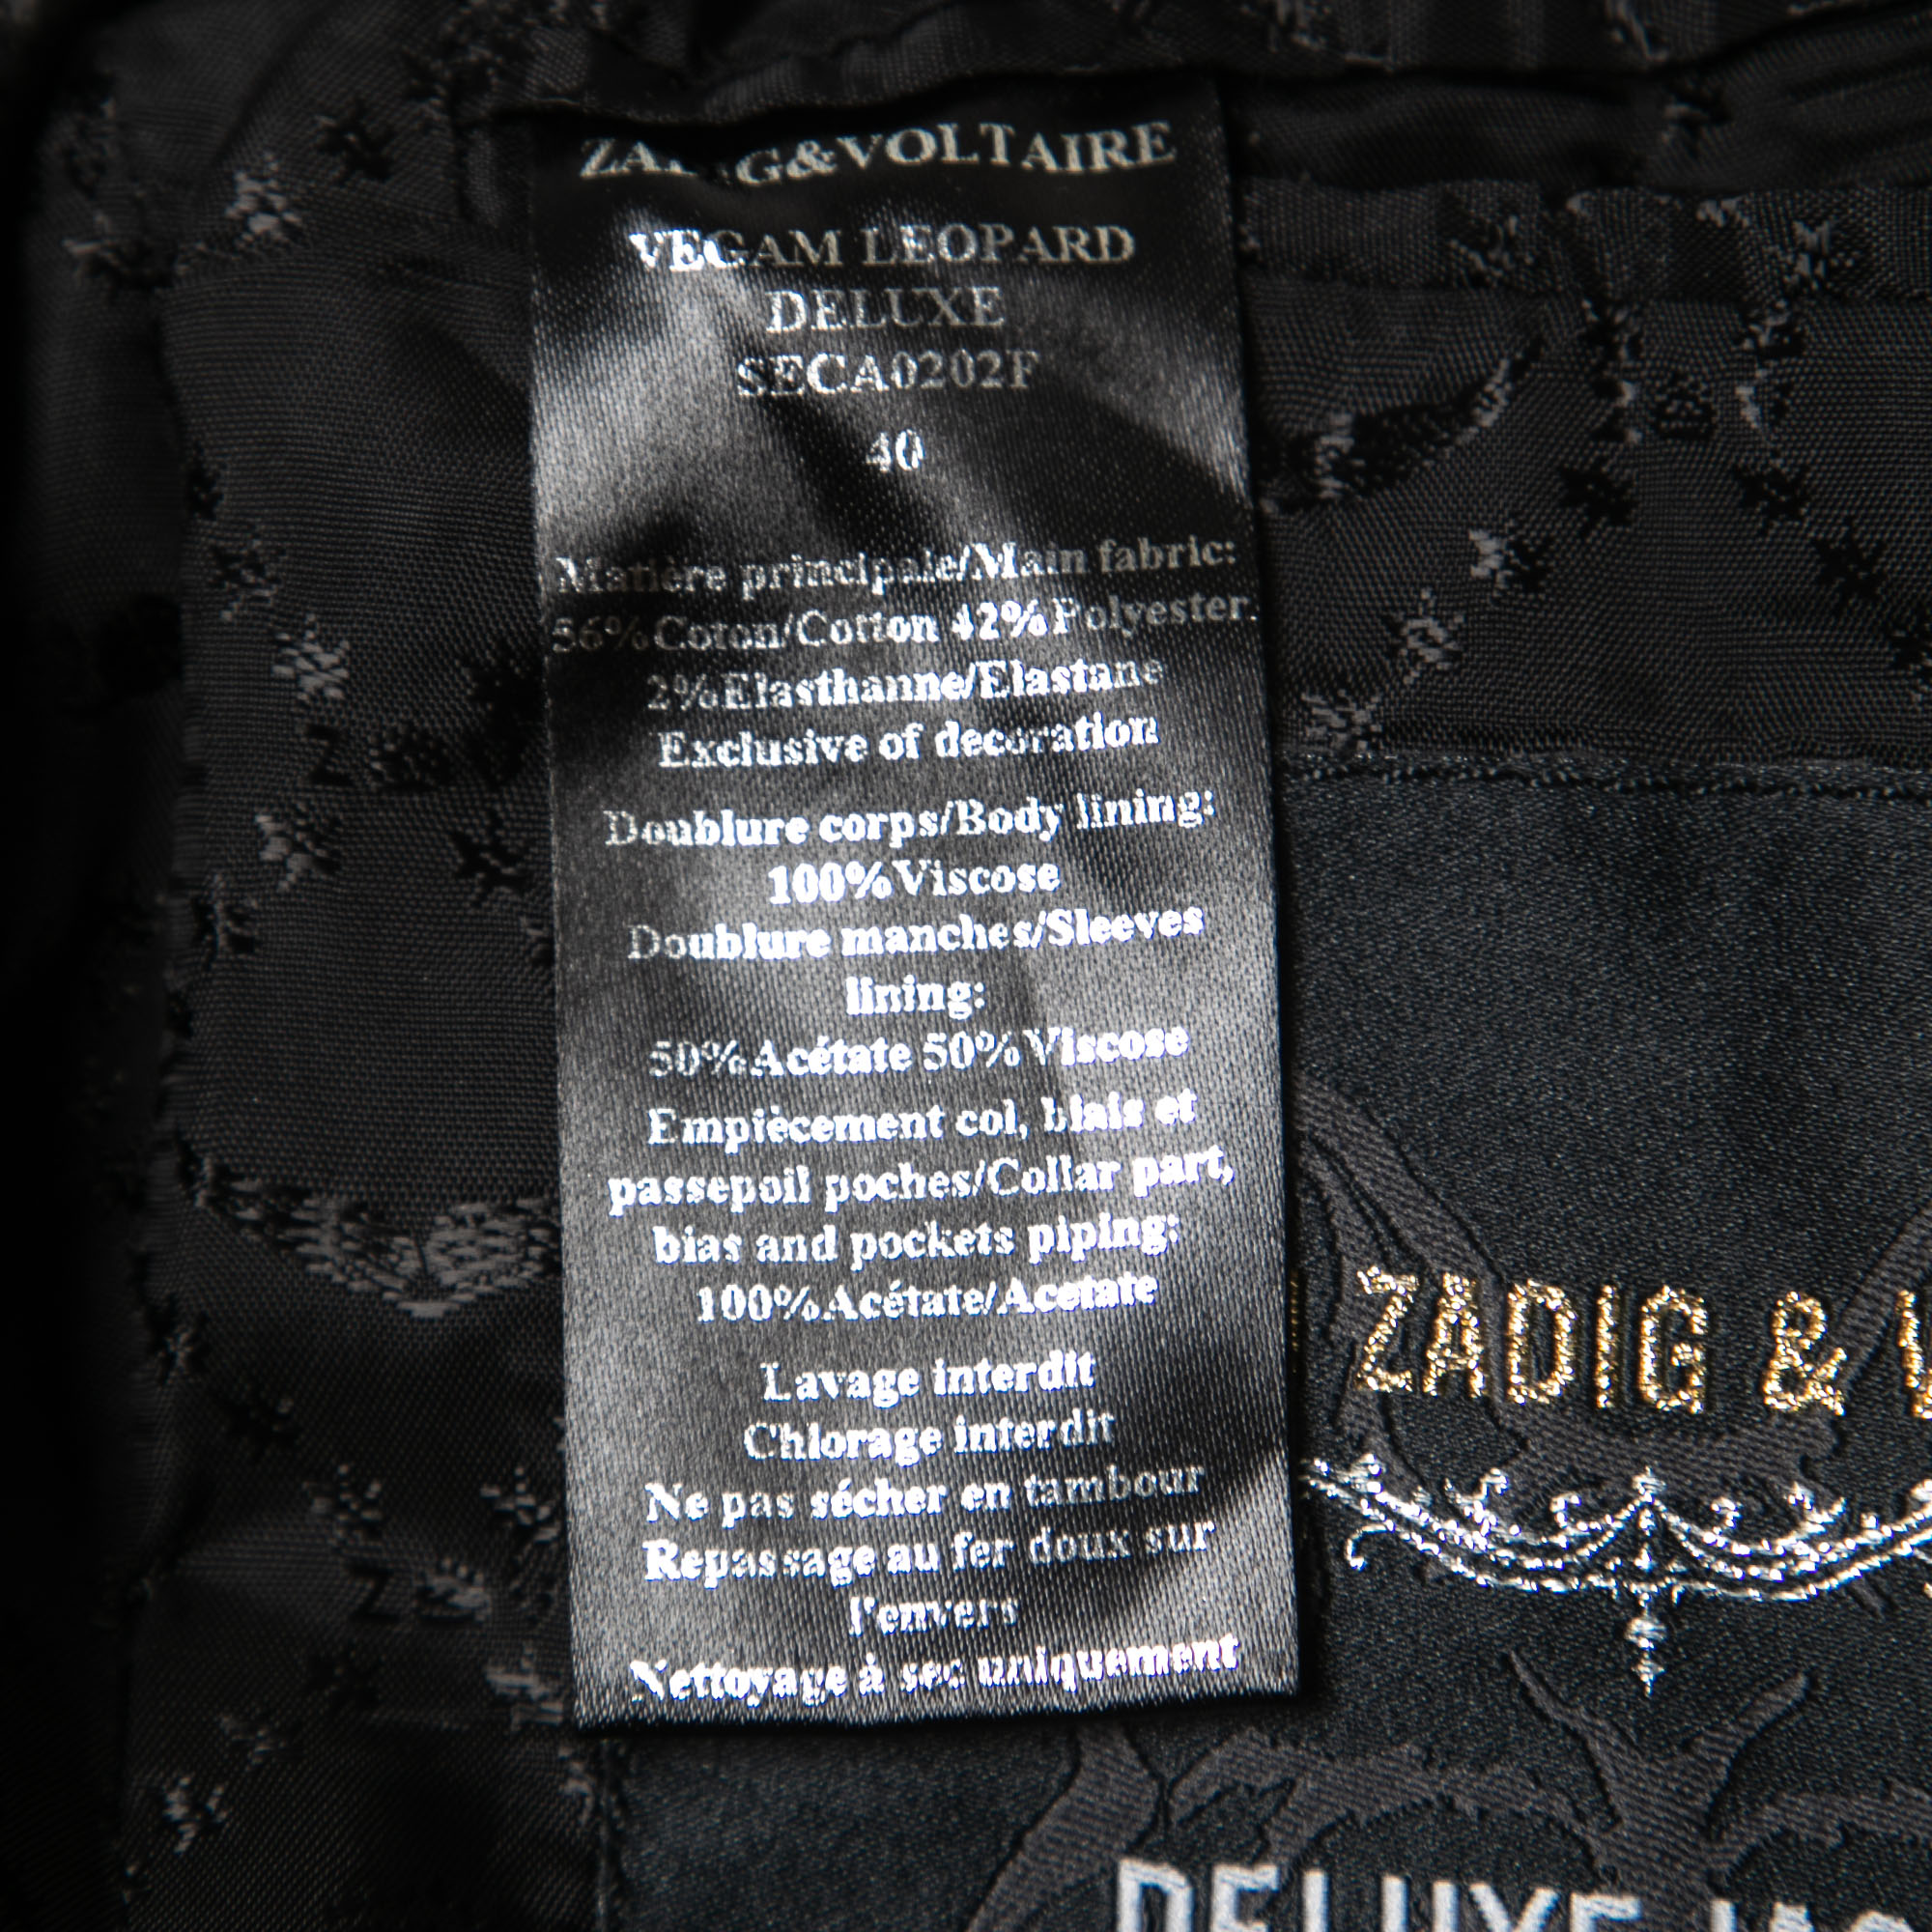 ZADIG&VOLTAIRE
VEGAM LEOPARD
DELUXE
SECA0202F
40
Matière principale/Main fabric:
56%Coton/Cotton 42%Polyester.
2%Elasthanne/Elastane
Exclusive of decoration
Doublure corps/Body lining:
100%Viscose
Doublure manches/Sleeves
lining:
50%Acétate 50%Viscose
Empiècement col, biais et
passepoil poches/Collar part,
bias and pockets piping:
100%Acétate/Acetate
Lavage interdit
Chlorage interdit
Ne pas sécher en tambour
Repassage au fer doux sur
l'envers
Nettoyage à sec uniquement
ZADIG & V
DELUXE